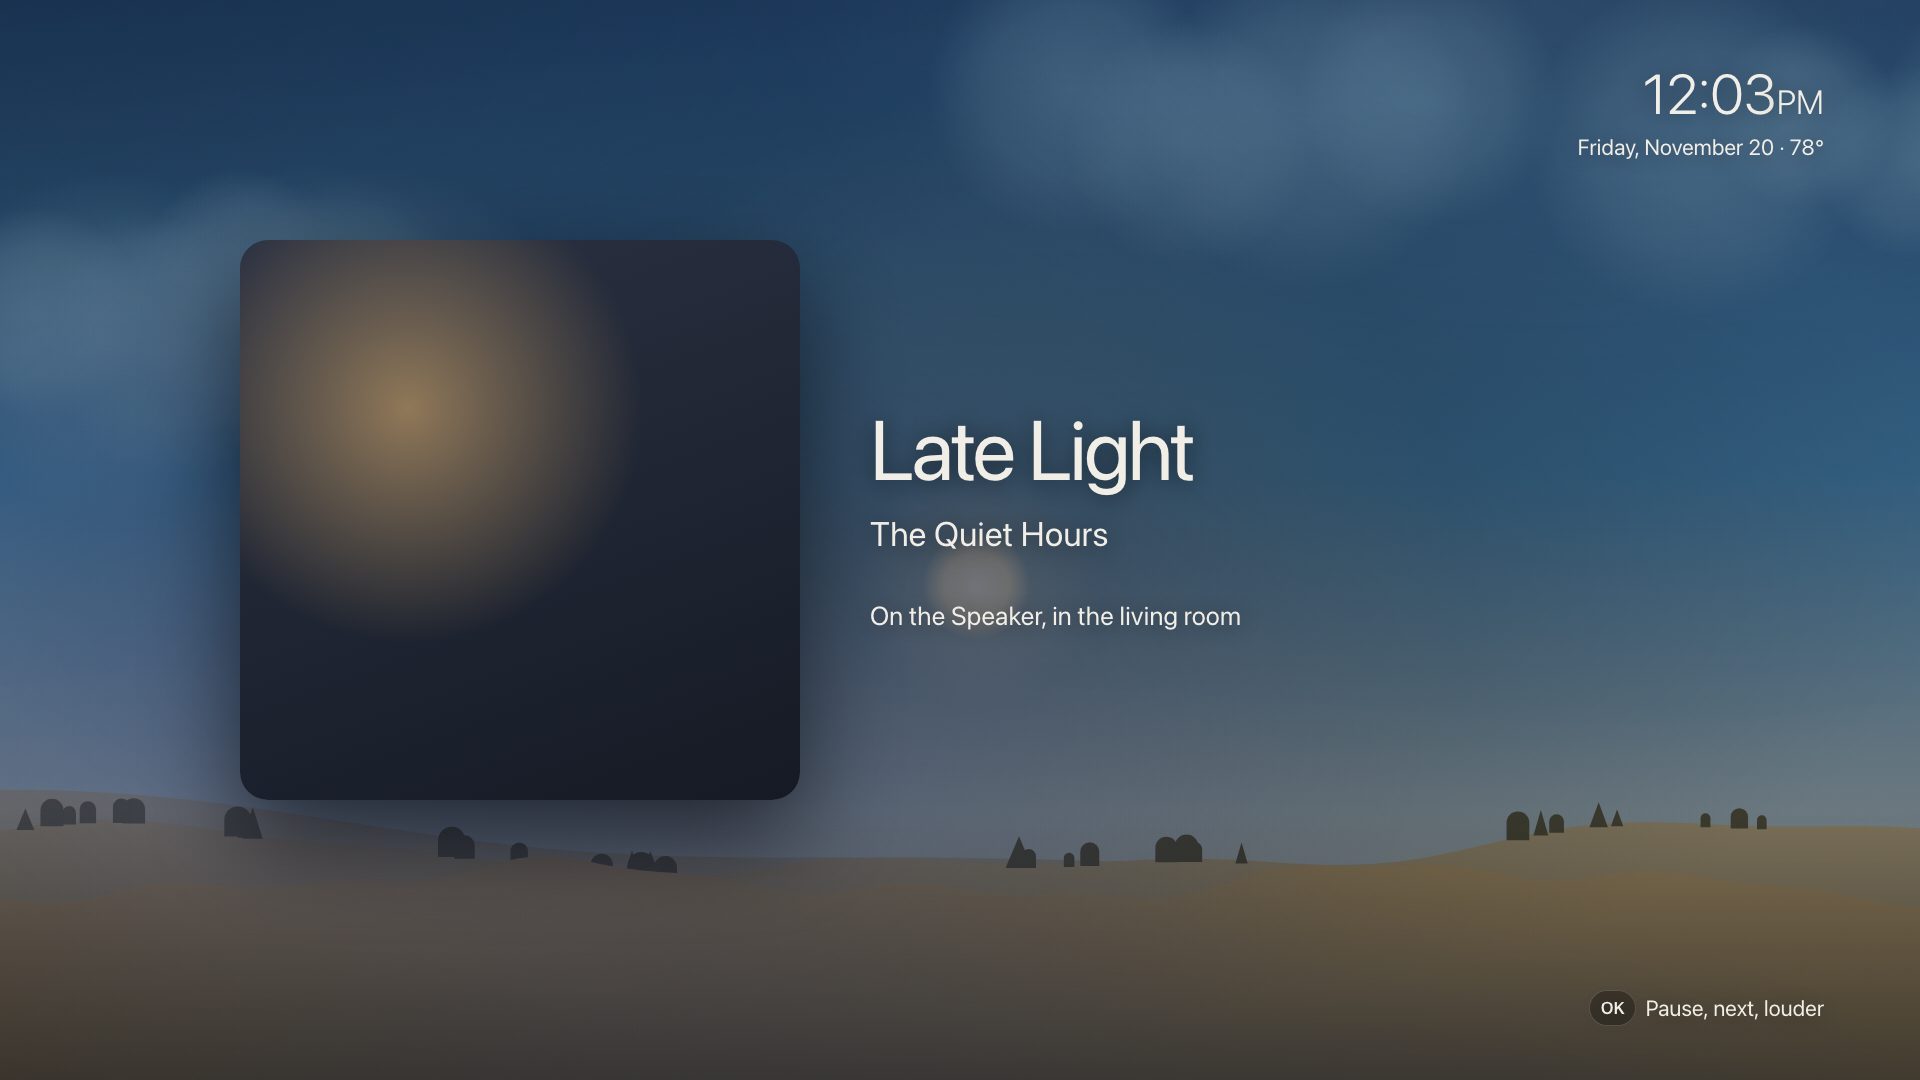 12:03PM
Friday, November 20 · 78°
Late Light
The Quiet Hours
On the Speaker, in the living room
OK Pause, next, louder